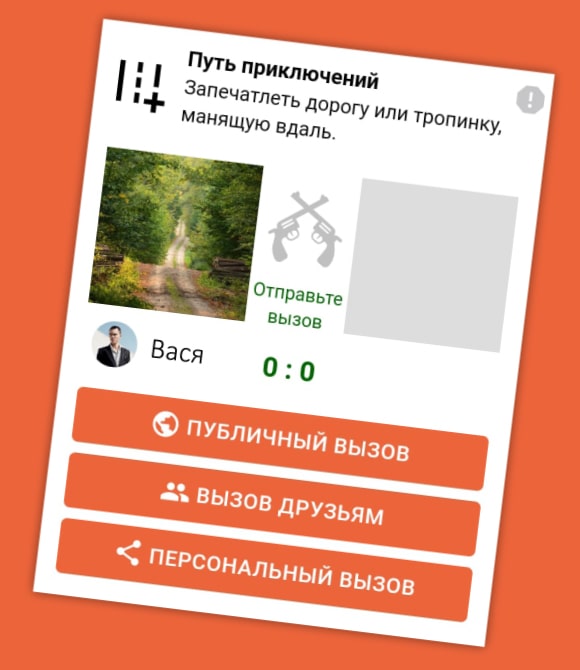 Путь приключений
Запечатлеть дорогу или тропинку,
манящую вдаль.
Отправьте
вызов
Вася
0 : 0
ПУБЛИЧНЫЙ ВЫЗОВ
ВЫЗОВ ДРУЗЬЯМ
ПЕРСОНАЛЬНЫЙ ВЫЗОВ